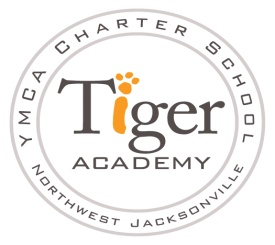 YMCA CHARTER SCHOOL
Tiger
ACADEMY
NORTHWEST JACKSONVILLE